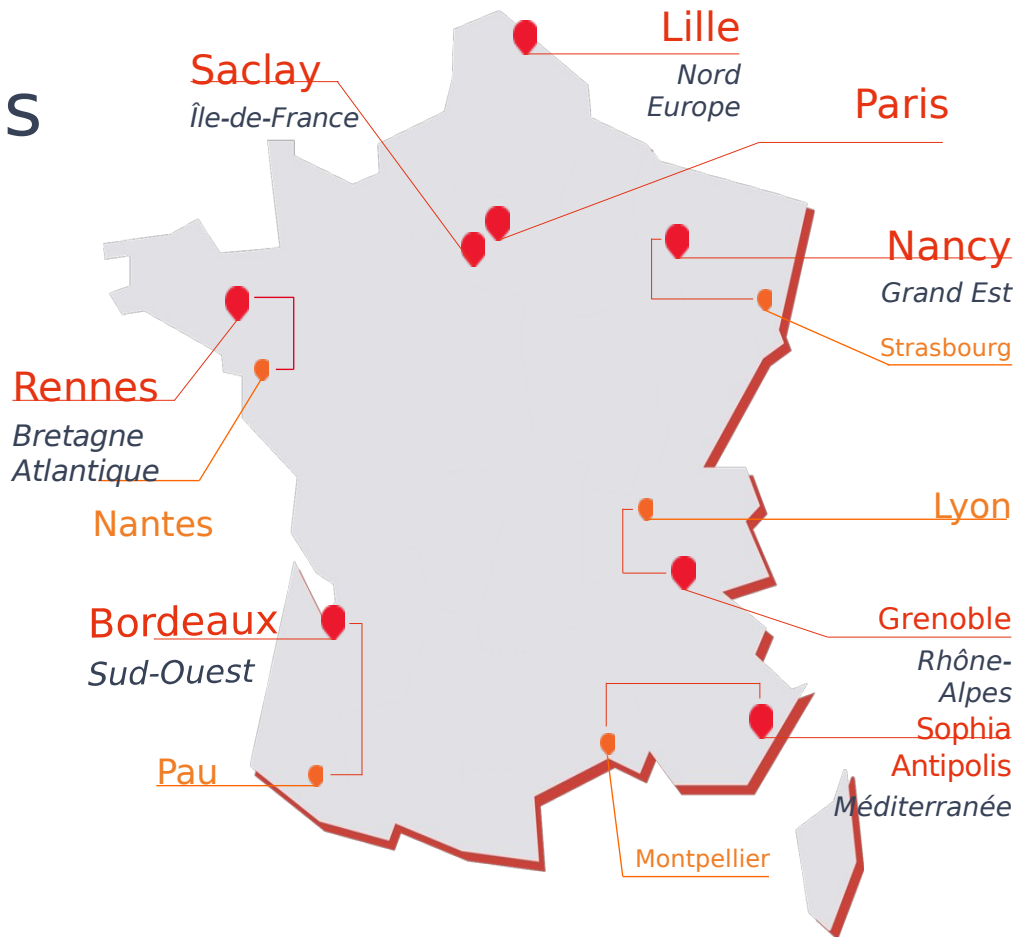 Lille
Nord
Europe
Saclay
Île-de-France
s
Paris
Nancy
Grand Est
Strasbourg
Rennes
Bretagne
Atlantique
Nantes
Lyon
Bordeaux
Sud-Ouest
Grenoble
Rhône-
Alpes
Sophia
Antipolis
Méditerranée
Pau
Montpellier